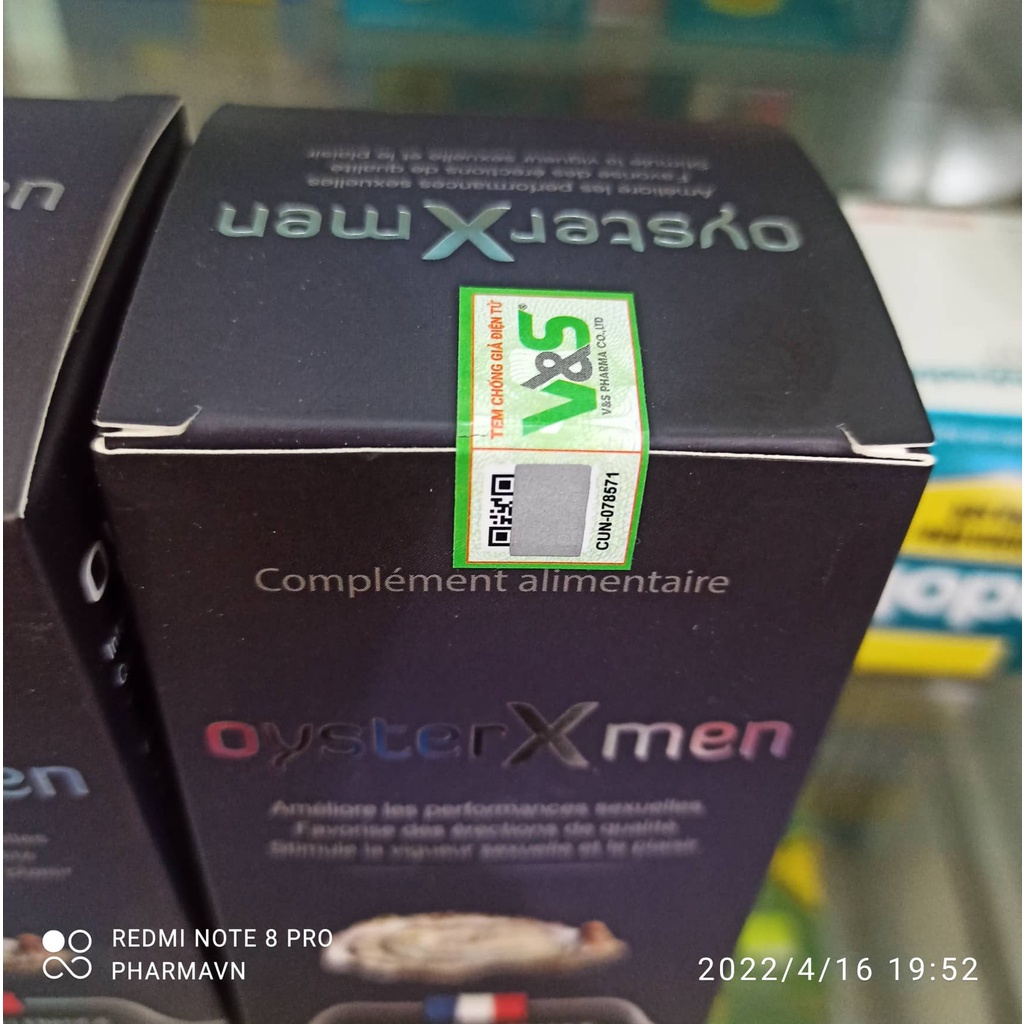 Améliore les performances sexuelles
Favorise des érections de qualité
Stimule la vigueur sexuelle et le plaisir
oysterXmen
en
TEM CHỐNG GIẢ ĐIỆN TỬ
V&S®
V&S PHARMA CO.,LTD
CUN-078571
Complément alimentaire
oysterXmen
Améliore les performances sexuelles
Favorise des érections de qualité
Stimule la vigueur sexuelle et le plaisir
en
REDMI NOTE 8 PRO
PHARMAVN
2022/4/16 19:52